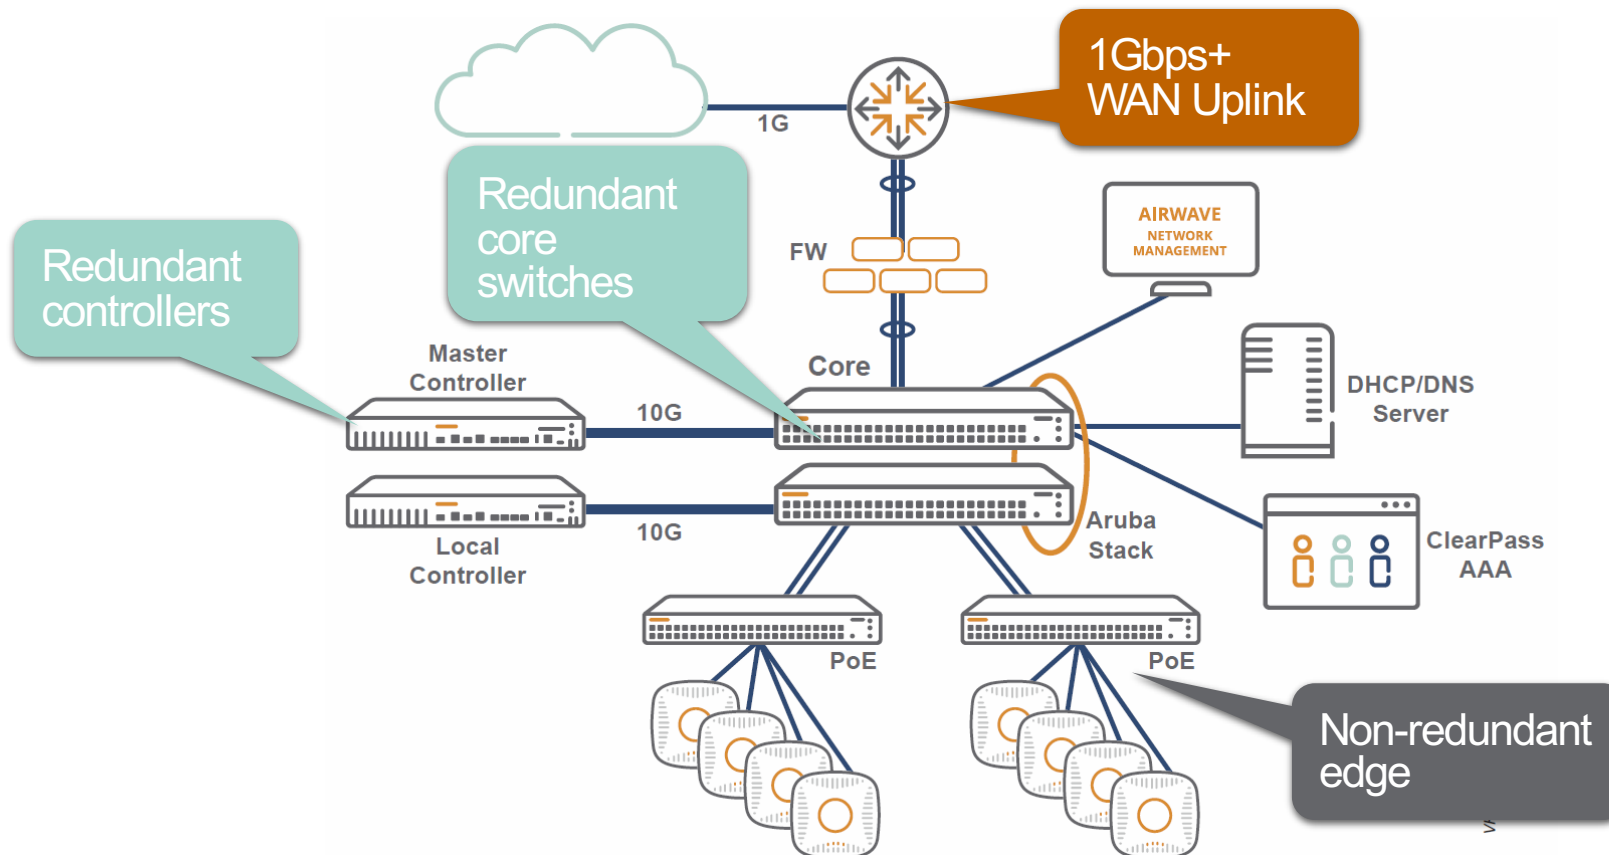 1Gbps+
WAN Uplink
1G
Redundant
core
switches
AIRWAVE
NETWORK
MANAGEMENT
FW
Redundant
controllers
Master
Controller
Core
10G
DHCP/DNS
Server
10G
Local
Controller
Aruba
Stack
ClearPass
AAA
PoE
PoE
Non-redundant
edge